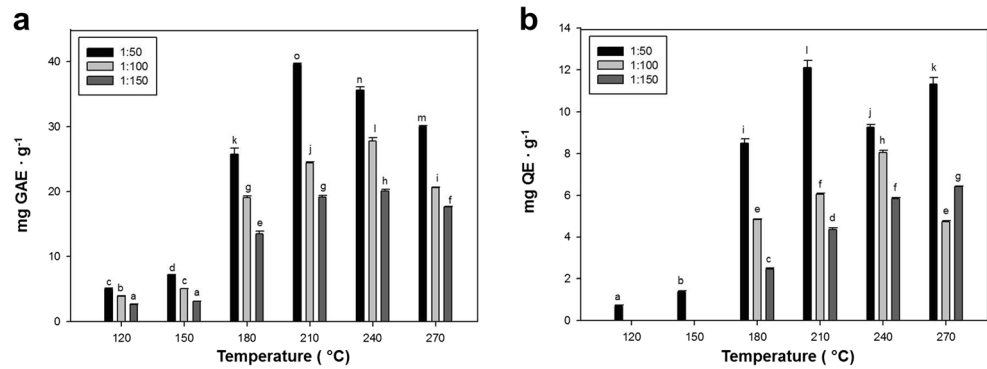 a
mg GAE · g⁻¹
40
30
20
10
0
1:50
1:100
1:150
c b a
d c a
k g e
o j g
n l h
m i f
120 150 180 210 240 270
Temperature ( °C)
b
mg QE · g⁻¹
14
12
10
8
6
4
2
0
1:50
1:100
1:150
a
b
i e c
l f d
j h f
k e g
120 150 180 210 240 270
Temperature ( °C)